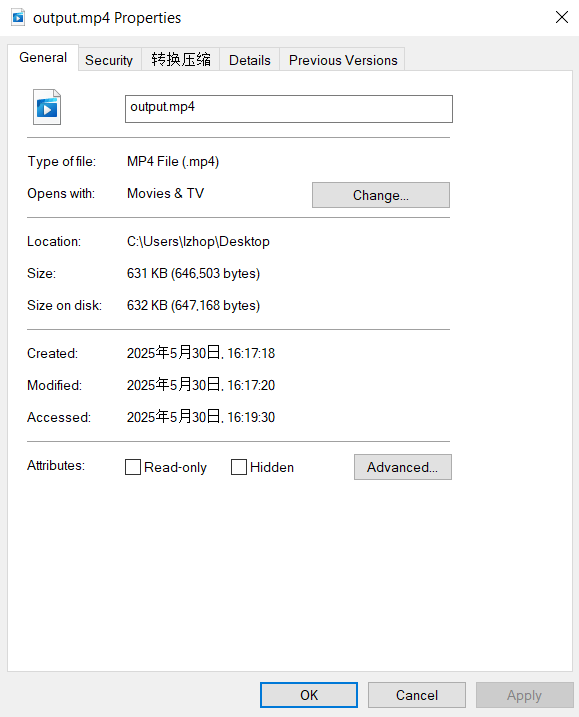 output.mp4 Properties
General Security 转换压缩 Details Previous Versions
output.mp4
Type of file: MP4 File (.mp4)
Opens with: Movies & TV Change...
Location: C:\Users\lzhop\Desktop
Size: 631 KB (646,503 bytes)
Size on disk: 632 KB (647,168 bytes)
Created: 2025年5月30日, 16:17:18
Modified: 2025年5月30日, 16:17:20
Accessed: 2025年5月30日, 16:19:30
Attributes: Read-only Hidden Advanced...
OK Cancel Apply